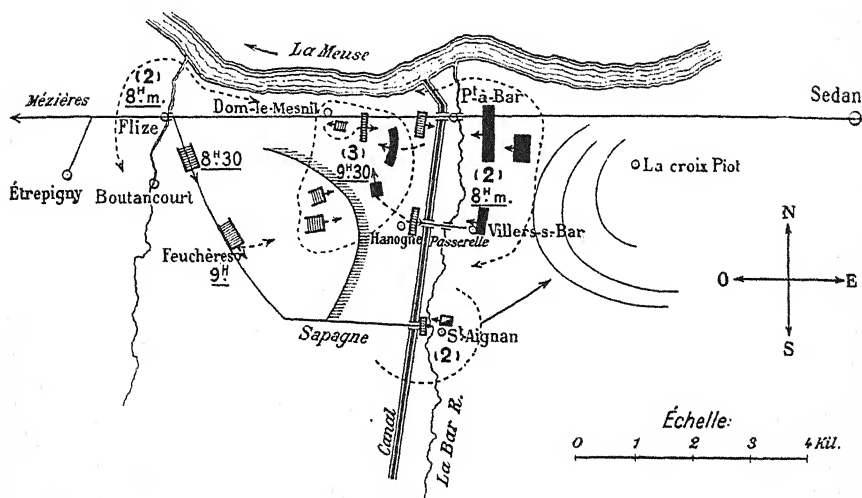 La Meuse
(2)
8ᴴ m.
Mézières
Dom-le-Mesnil
Pᵗ à Bar
Sedan
Flize
(3)
9ᴴ30
8ᴴ.30
(2)
8ᴴ m.
La croix Piot
Étrepigny
Boutancourt
Hanogne
Passerelle
Villers-s-Bar
Feuchères
9ᴴ
N
O
E
S
Sapagne
Sᵗ Aignan
(2)
Canal
La Bar R.
Échelle:
0 1 2 3 4 Kil.